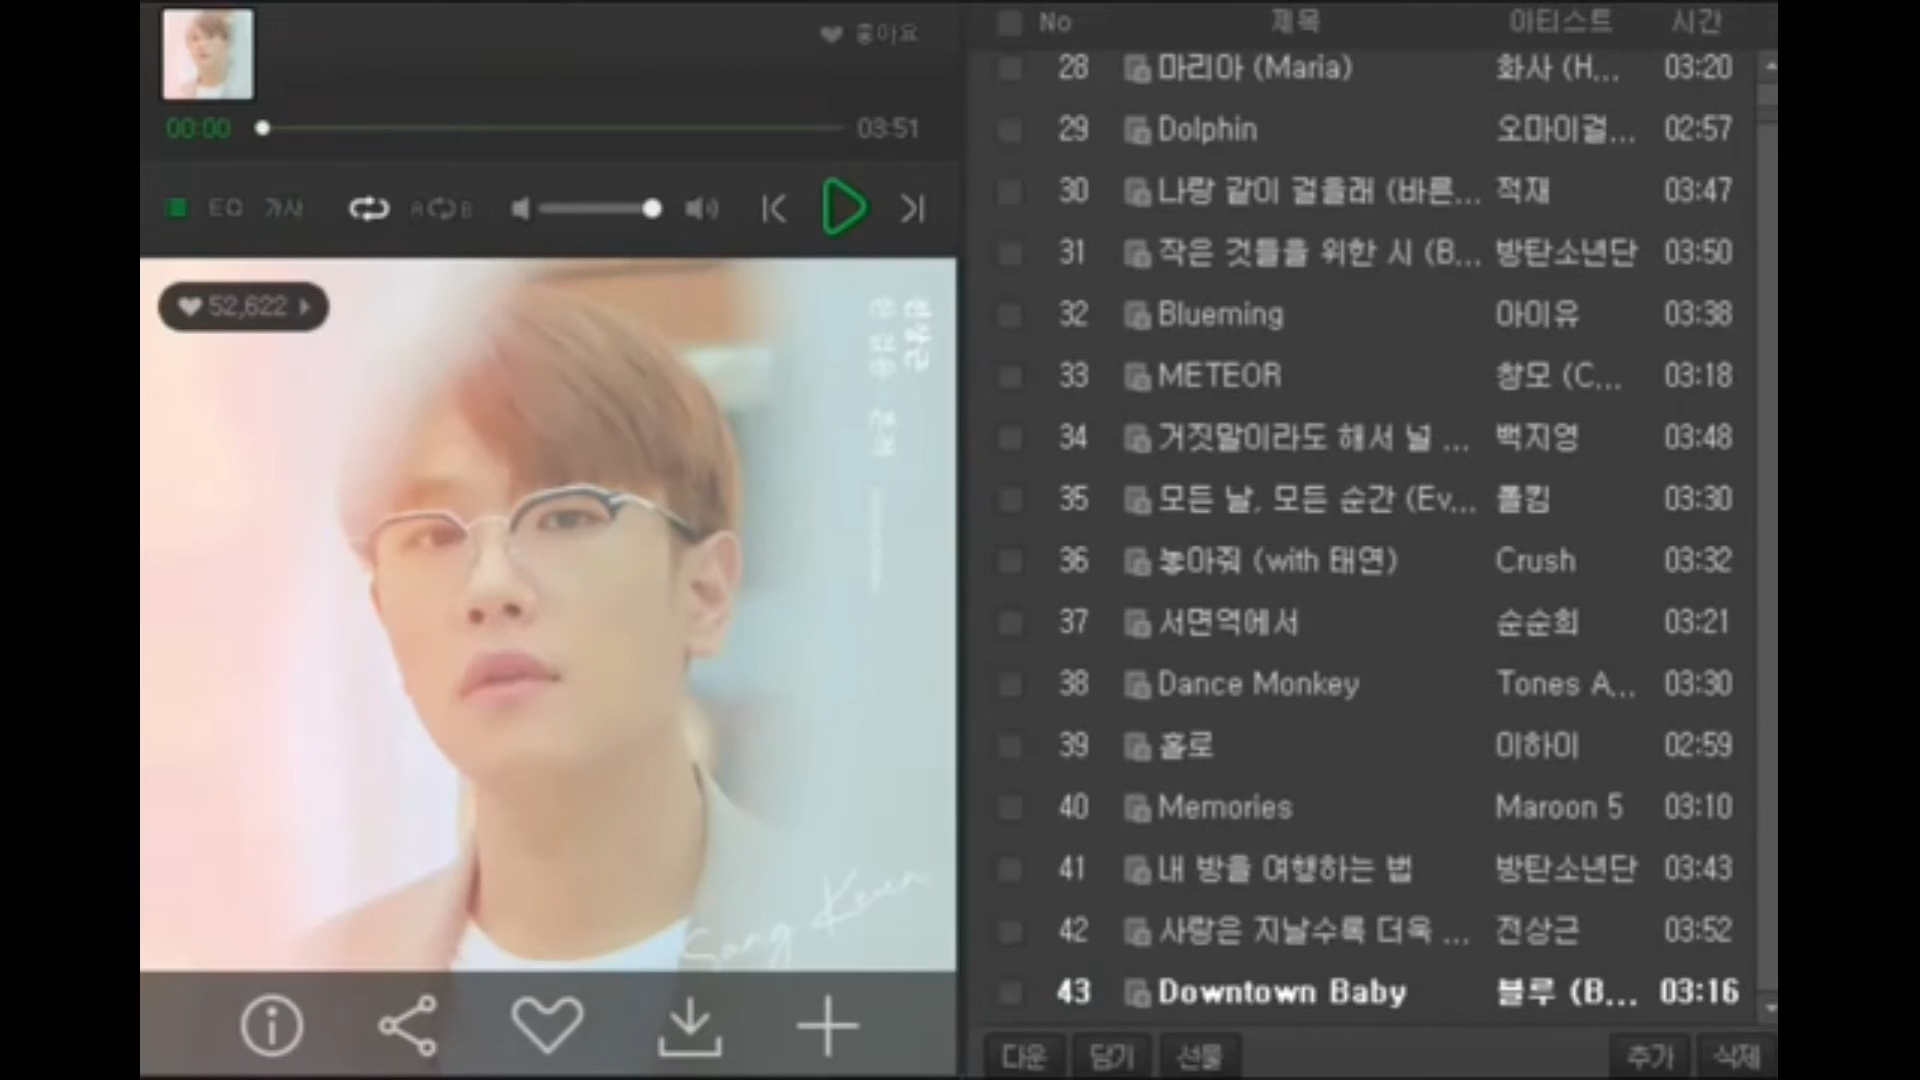 좋아요
00:00 03:51
EQ 가사 A B
52,622
전상근
한 걸음 흔적
Sang Keun
No 제목 아티스트 시간
28 마리아 (Maria) 화사 (H... 03:20
29 Dolphin 오마이걸... 02:57
30 나랑 같이 걸을래 (바른... 적재 03:47
31 작은 것들을 위한 시 (B... 방탄소년단 03:50
32 Blueming 아이유 03:38
33 METEOR 창모 (C... 03:18
34 거짓말이라도 해서 널 ... 백지영 03:48
35 모든 날, 모든 순간 (Ev... 폴킴 03:30
36 놓아줘 (with 태연) Crush 03:32
37 서면역에서 순순희 03:21
38 Dance Monkey Tones A... 03:30
39 홀로 이하이 02:59
40 Memories Maroon 5 03:10
41 내 방을 여행하는 법 방탄소년단 03:43
42 사랑은 지날수록 더욱 ... 전상근 03:52
43 Downtown Baby 블루 (B... 03:16
다운 담기 선물 추가 삭제